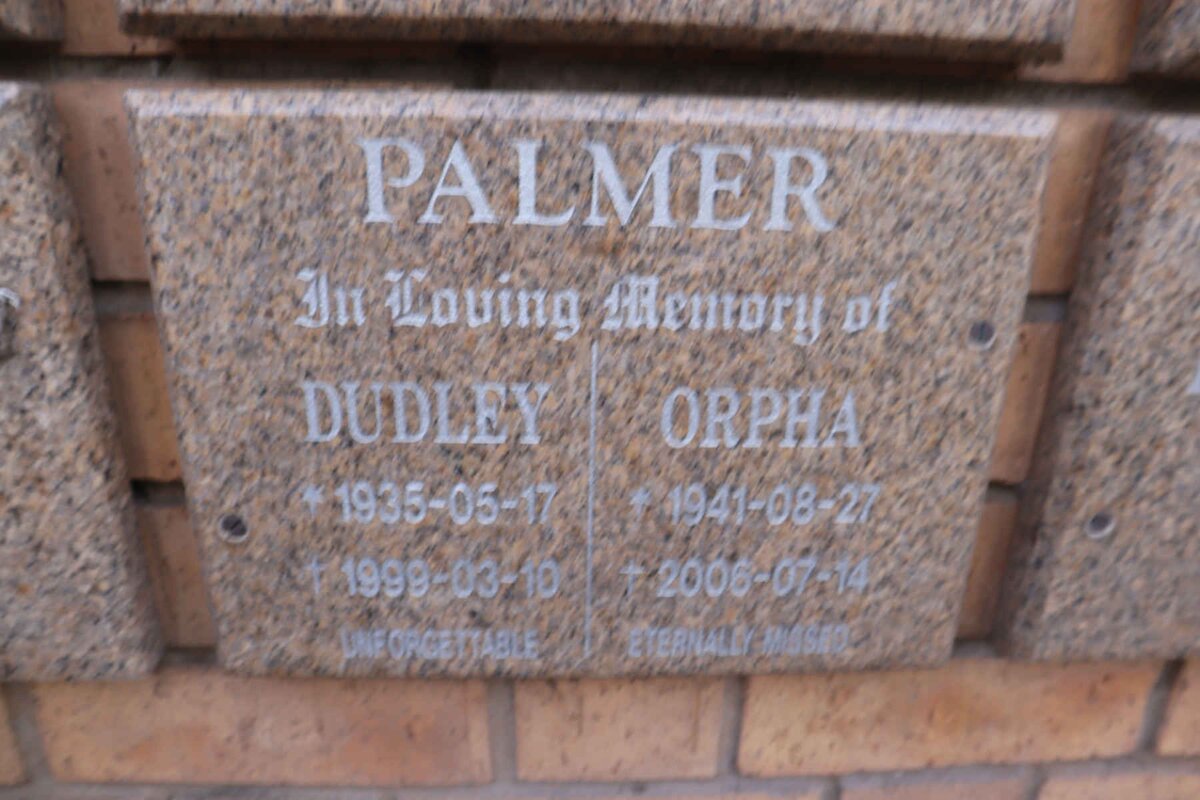 PALMER
In Loving Memory of
DUDLEY
* 1935-05-17
† 1999-03-10
UNFORGETTABLE
ORPHA
* 1941-08-27
† 2006-07-14
ETERNALLY MISSED